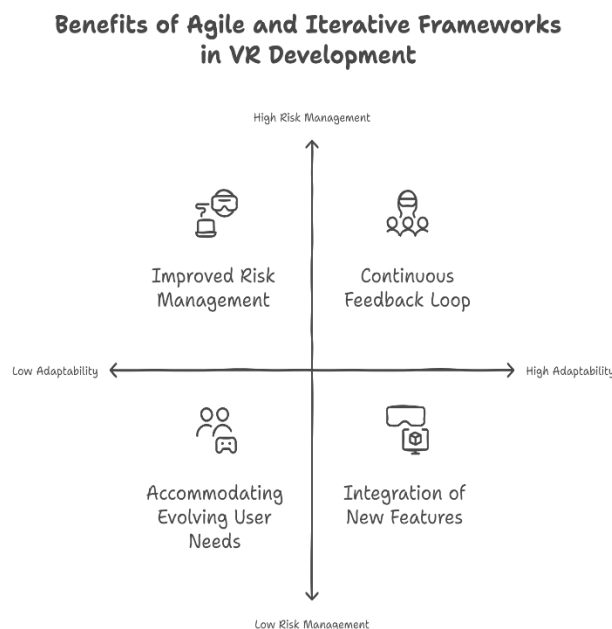 Benefits of Agile and Iterative Frameworks
in VR Development
High Risk Management
Improved Risk
Management
Continuous
Feedback Loop
Low Adaptability
High Adaptability
Accommodating
Evolving User
Needs
Integration of
New Features
Low Risk Management